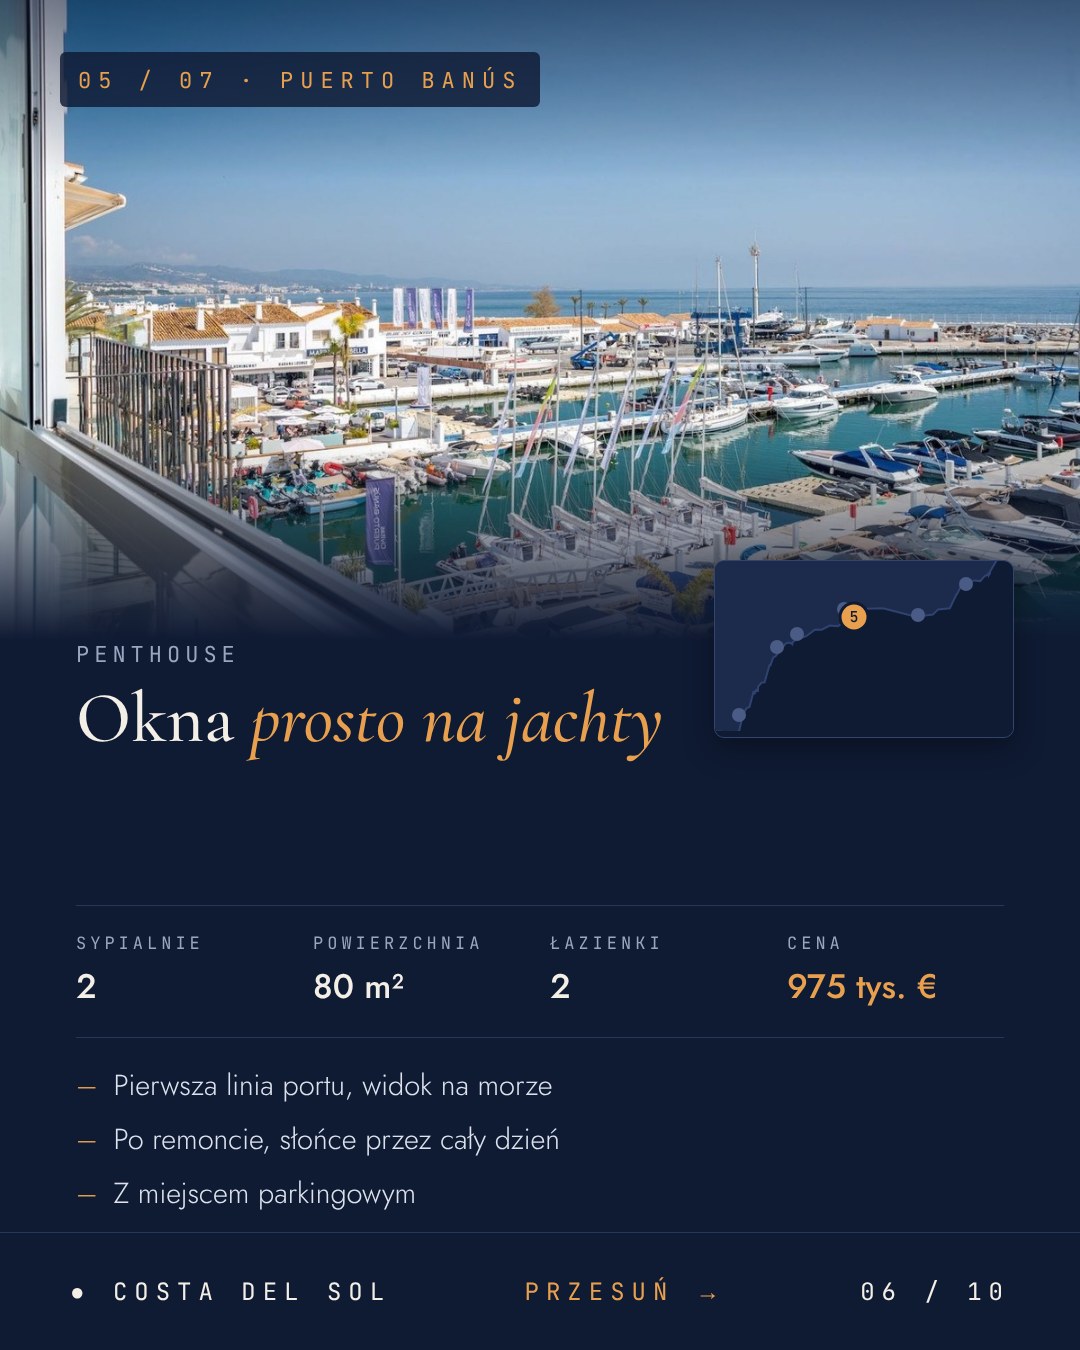 05 / 07 · PUERTO BANÚS
5
PENTHOUSE
Okna prosto na jachty
SYPIALNIE
2
POWIERZCHNIA
80 m²
ŁAZIENKI
2
CENA
975 tys. €
— Pierwsza linia portu, widok na morze
— Po remoncie, słońce przez cały dzień
— Z miejscem parkingowym
• COSTA DEL SOL
PRZESUŃ →
06 / 10